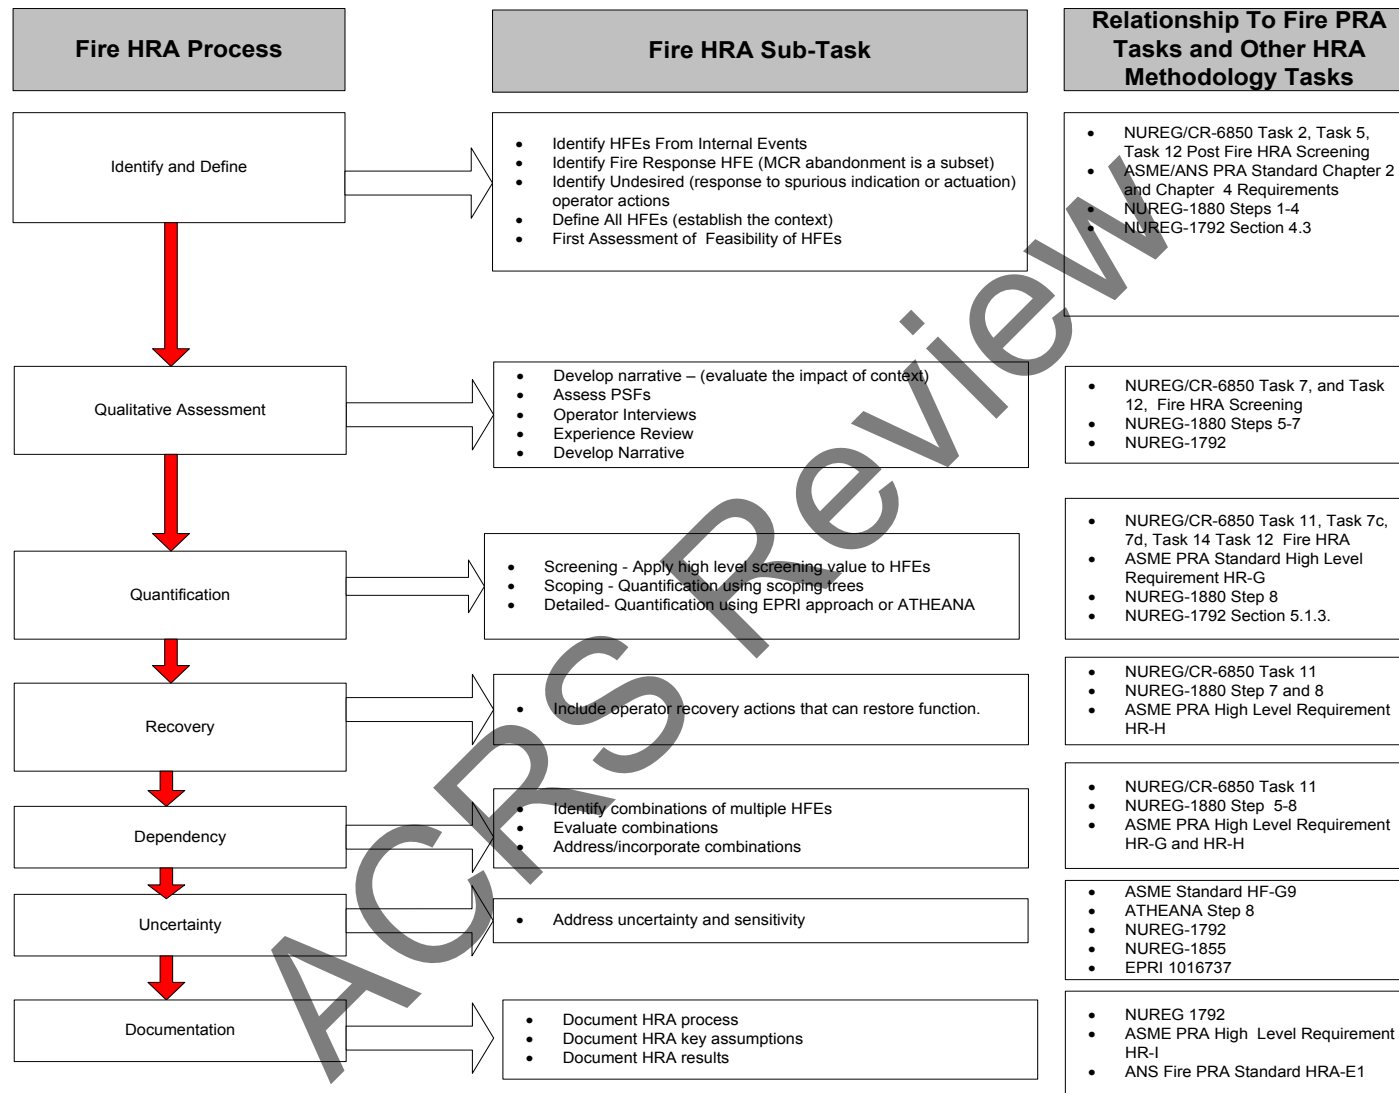 Fire HRA Process
Fire HRA Sub-Task
Relationship To Fire PRA
Tasks and Other HRA
Methodology Tasks
Identify and Define
• Identify HFEs From Internal Events
• Identify Fire Response HFE (MCR abandonment is a subset)
• Identify Undesired (response to spurious indication or actuation)
operator actions
• Define All HFEs (establish the context)
• First Assessment of Feasibility of HFEs
• NUREG/CR-6850 Task 2, Task 5,
Task 12 Post Fire HRA Screening
• ASME/ANS PRA Standard Chapter 2
and Chapter 4 Requirements
• NUREG-1880 Steps 1-4
• NUREG-1792 Section 4.3
Qualitative Assessment
• Develop narrative – (evaluate the impact of context)
• Assess PSFs
• Operator Interviews
• Experience Review
• Develop Narrative
• NUREG/CR-6850 Task 7, and Task
12, Fire HRA Screening
• NUREG-1880 Steps 5-7
• NUREG-1792
Quantification
• Screening - Apply high level screening value to HFEs
• Scoping - Quantification using scoping trees
• Detailed- Quantification using EPRI approach or ATHEANA
• NUREG/CR-6850 Task 11, Task 7c,
7d, Task 14 Task 12 Fire HRA
• ASME PRA Standard High Level
Requirement HR-G
• NUREG-1880 Step 8
• NUREG-1792 Section 5.1.3.
Recovery
• Include operator recovery actions that can restore function.
• NUREG/CR-6850 Task 11
• NUREG-1880 Step 7 and 8
• ASME PRA High Level Requirement
HR-H
Dependency
• Identify combinations of multiple HFEs
• Evaluate combinations
• Address/incorporate combinations
• NUREG/CR-6850 Task 11
• NUREG-1880 Step 5-8
• ASME PRA High Level Requirement
HR-G and HR-H
Uncertainty
• Address uncertainty and sensitivity
• ASME Standard HF-G9
• ATHEANA Step 8
• NUREG-1792
• NUREG-1855
• EPRI 1016737
Documentation
• Document HRA process
• Document HRA key assumptions
• Document HRA results
• NUREG 1792
• ASME PRA High Level Requirement
HR-I
• ANS Fire PRA Standard HRA-E1
ACRS Review